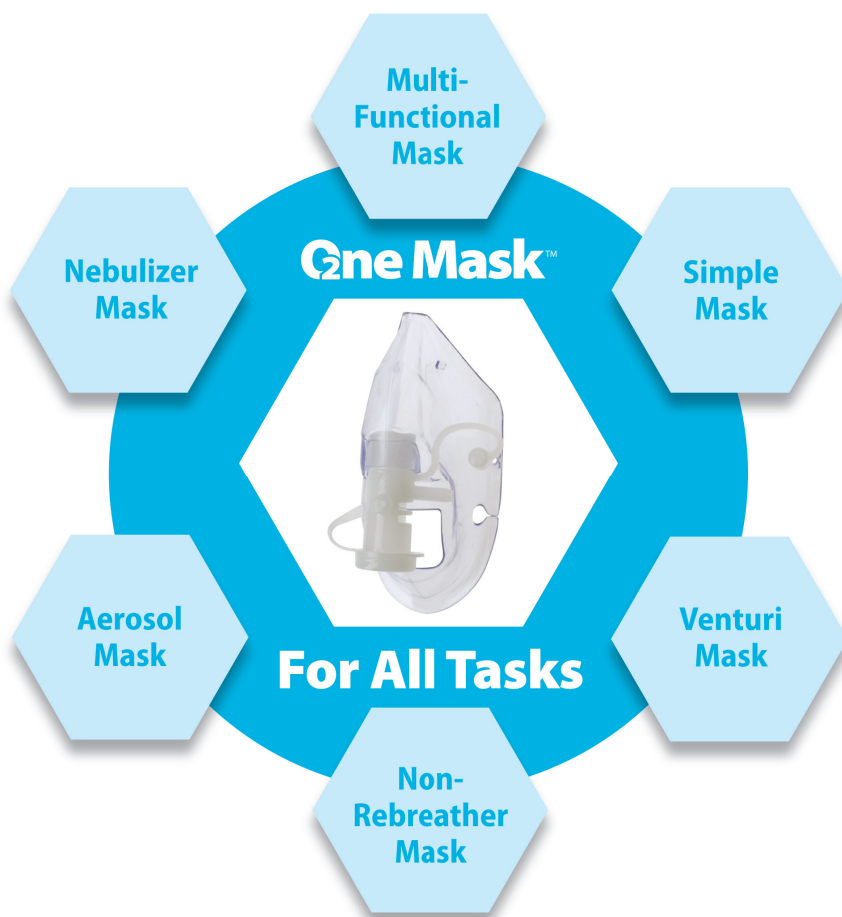 Multi-
Functional
Mask
Nebulizer
Mask
O2ne Mask™
Simple
Mask
Aerosol
Mask
For All Tasks
Venturi
Mask
Non-
Rebreather
Mask